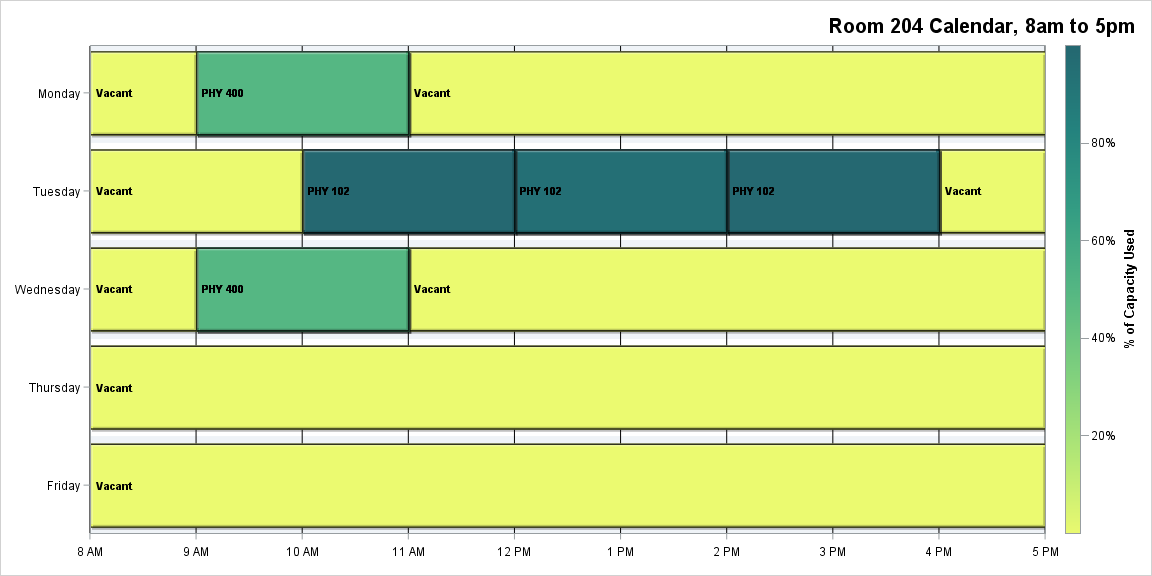 Room 204 Calendar, 8am to 5pm
Monday
Vacant
PHY 400
Vacant
Tuesday
Vacant
PHY 102
PHY 102
PHY 102
Vacant
Wednesday
Vacant
PHY 400
Vacant
Thursday
Vacant
Friday
Vacant
8 AM
9 AM
10 AM
11 AM
12 PM
1 PM
2 PM
3 PM
4 PM
5 PM
80%
60%
40%
20%
% of Capacity Used